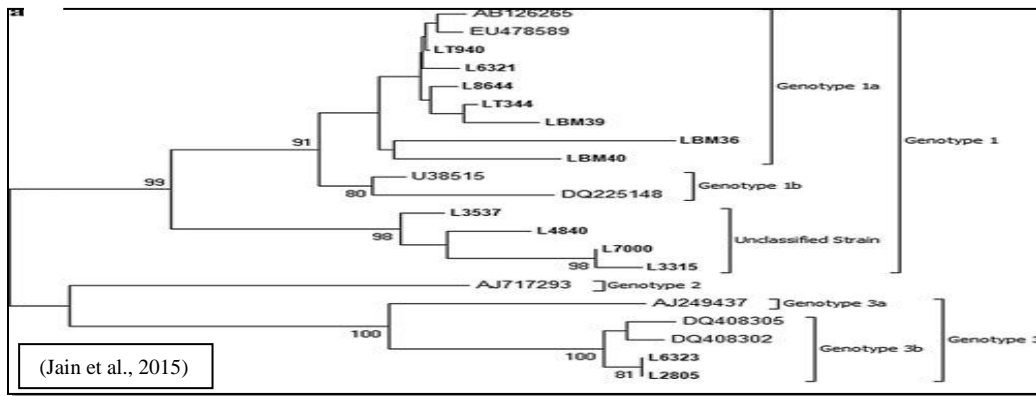 a
AB126265
EU478589
LT940
L6321
L8644
Genotype 1a
LT344
LBM39
91
LBM36
Genotype 1
LBM40
99
U38515
80
DQ225148
Genotype 1b
L3537
98
L4840
L7000
Unclassified Strain
98
L3315
AJ717293
Genotype 2
AJ249437
Genotype 3a
100
DQ408305
DQ408302
Genotype 3b
Genotype 3
100
L6323
(Jain et al., 2015)
81
L2805